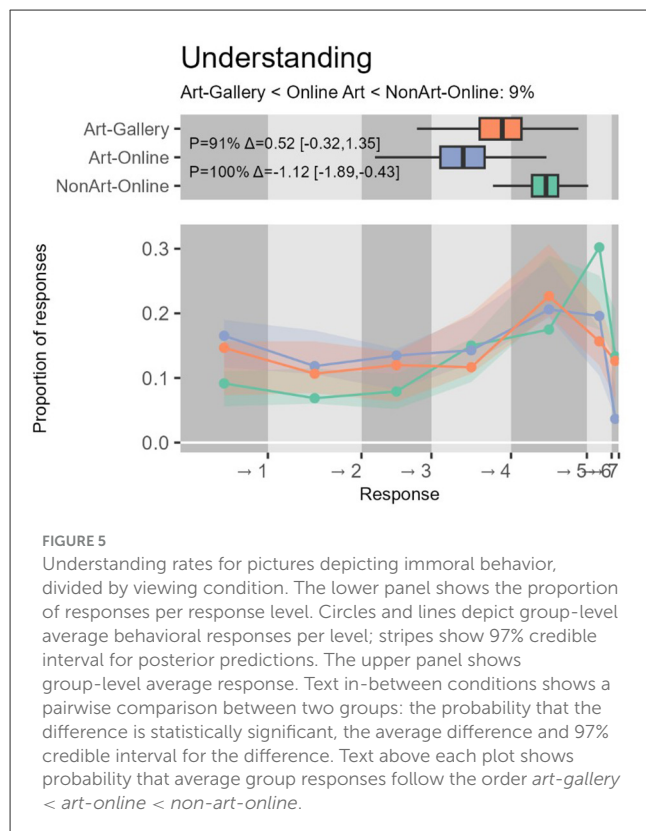 Understanding
Art-Gallery < Online Art < NonArt-Online: 9%
Art-Gallery
P=91% Δ=0.52 [-0.32,1.35]
Art-Online
P=100% Δ=-1.12 [-1.89,-0.43]
NonArt-Online
Proportion of responses
0.3
0.2
0.1
0.0
→ 1 → 2 → 3 → 4 → 5 → 6 7
Response
FIGURE 5
Understanding rates for pictures depicting immoral behavior,
divided by viewing condition. The lower panel shows the proportion
of responses per response level. Circles and lines depict group-level
average behavioral responses per level; stripes show 97% credible
interval for posterior predictions. The upper panel shows
group-level average response. Text in-between conditions shows a
pairwise comparison between two groups: the probability that the
difference is statistically significant, the average difference and 97%
credible interval for the difference. Text above each plot shows
probability that average group responses follow the order art-gallery
< art-online < non-art-online.